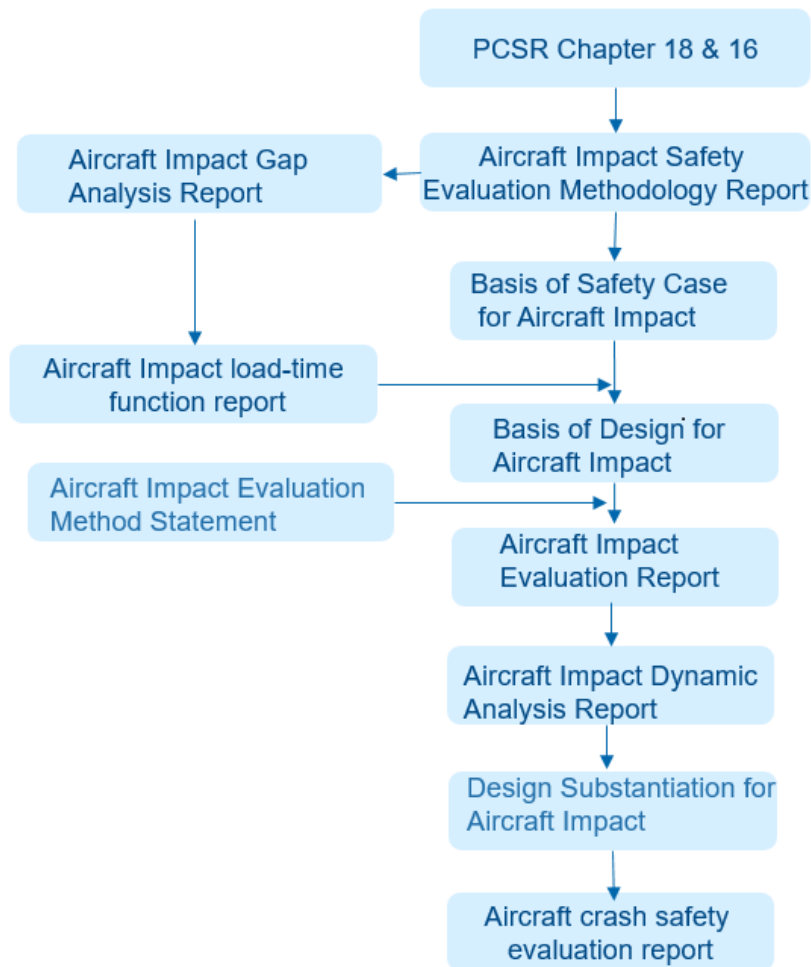 PCSR Chapter 18 & 16
Aircraft Impact Gap
Analysis Report
Aircraft Impact Safety
Evaluation Methodology Report
Basis of Safety Case
for Aircraft Impact
Aircraft Impact load-time
function report
Basis of Design for
Aircraft Impact
Aircraft Impact Evaluation
Method Statement
Aircraft Impact
Evaluation Report
Aircraft Impact Dynamic
Analysis Report
Design Substantiation for
Aircraft Impact
Aircraft crash safety
evaluation report